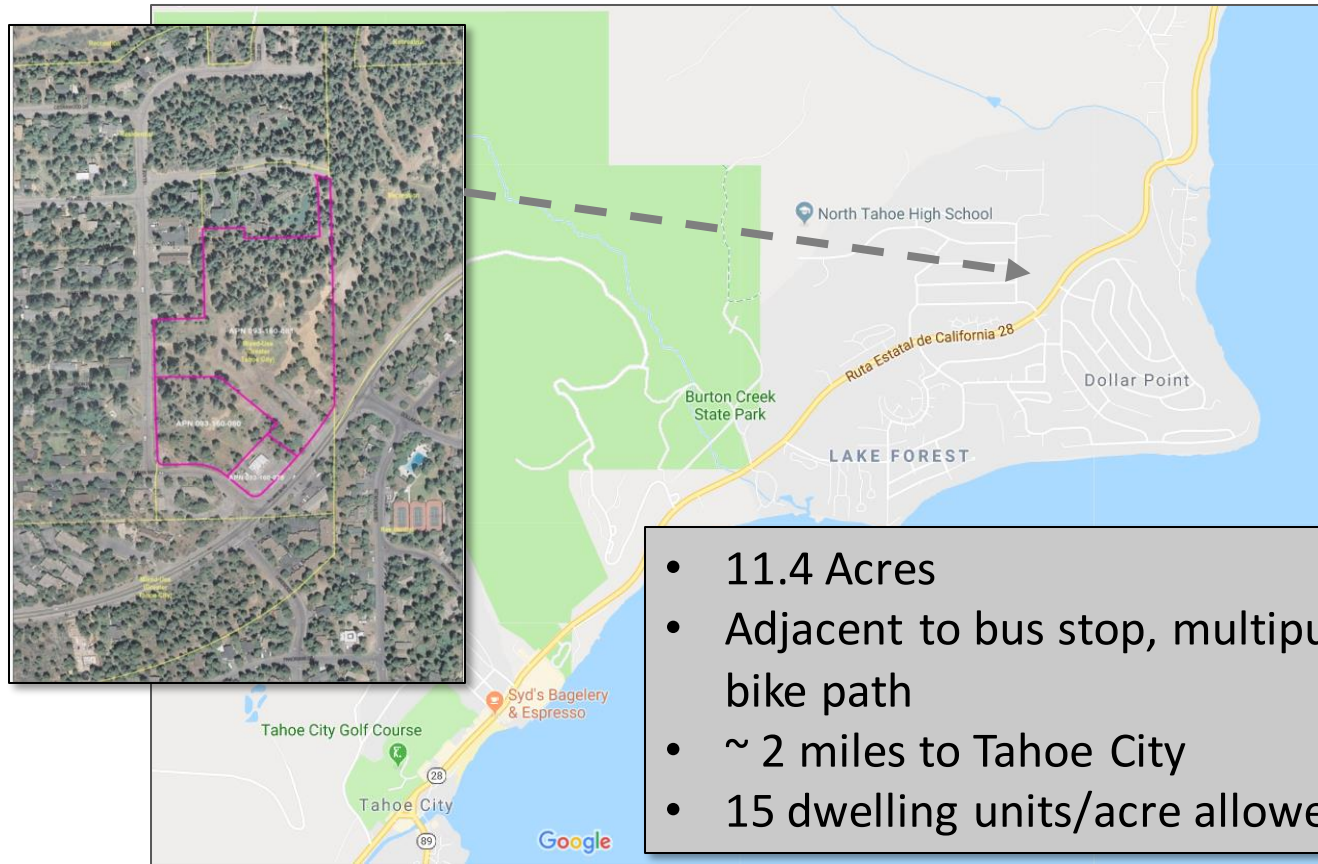 North Tahoe High School
Ruta Estatal de California 28
Dollar Point
Burton Creek
State Park
LAKE FOREST
Syd's Bagelery
& Espresso
Tahoe City Golf Course
28
Tahoe City
89
Google
• 11.4 Acres
• Adjacent to bus stop, multipu
bike path
• ~ 2 miles to Tahoe City
• 15 dwelling units/acre allowe